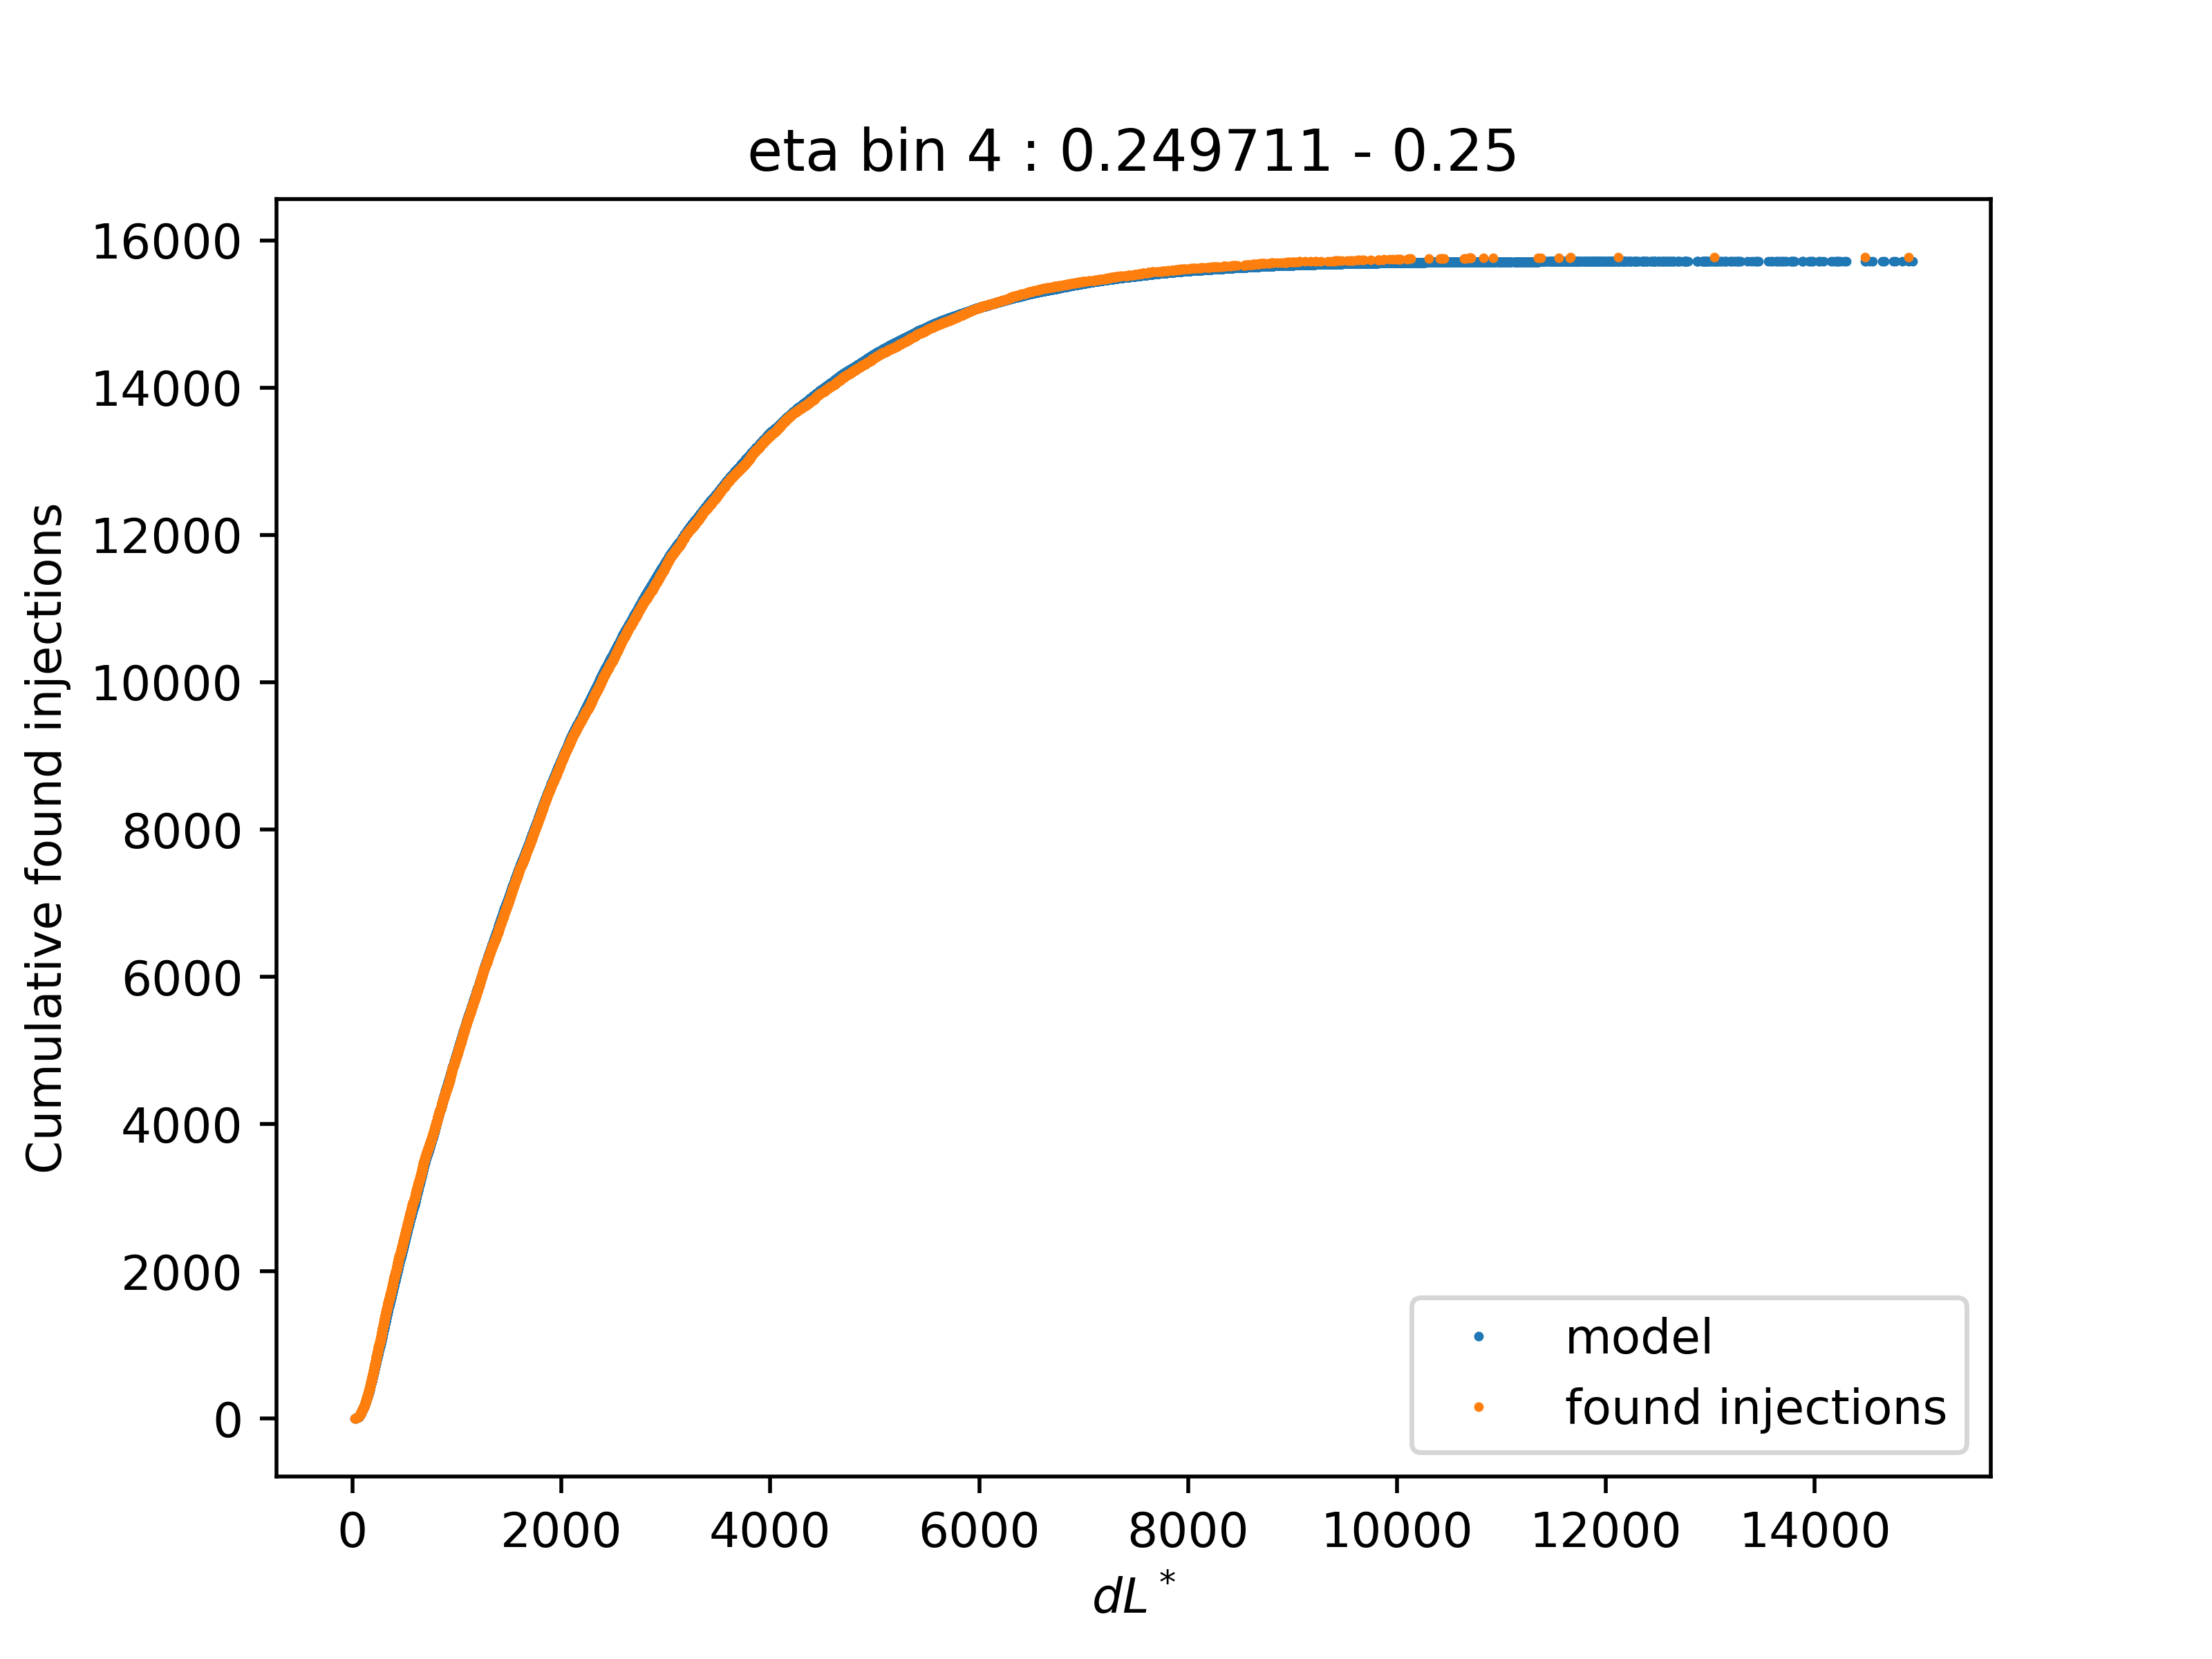 eta bin 4 : 0.249711 - 0.25
Cumulative found injections
16000
14000
12000
10000
8000
6000
4000
2000
0
model
found injections
0 2000 4000 6000 8000 10000 12000 14000
dL*